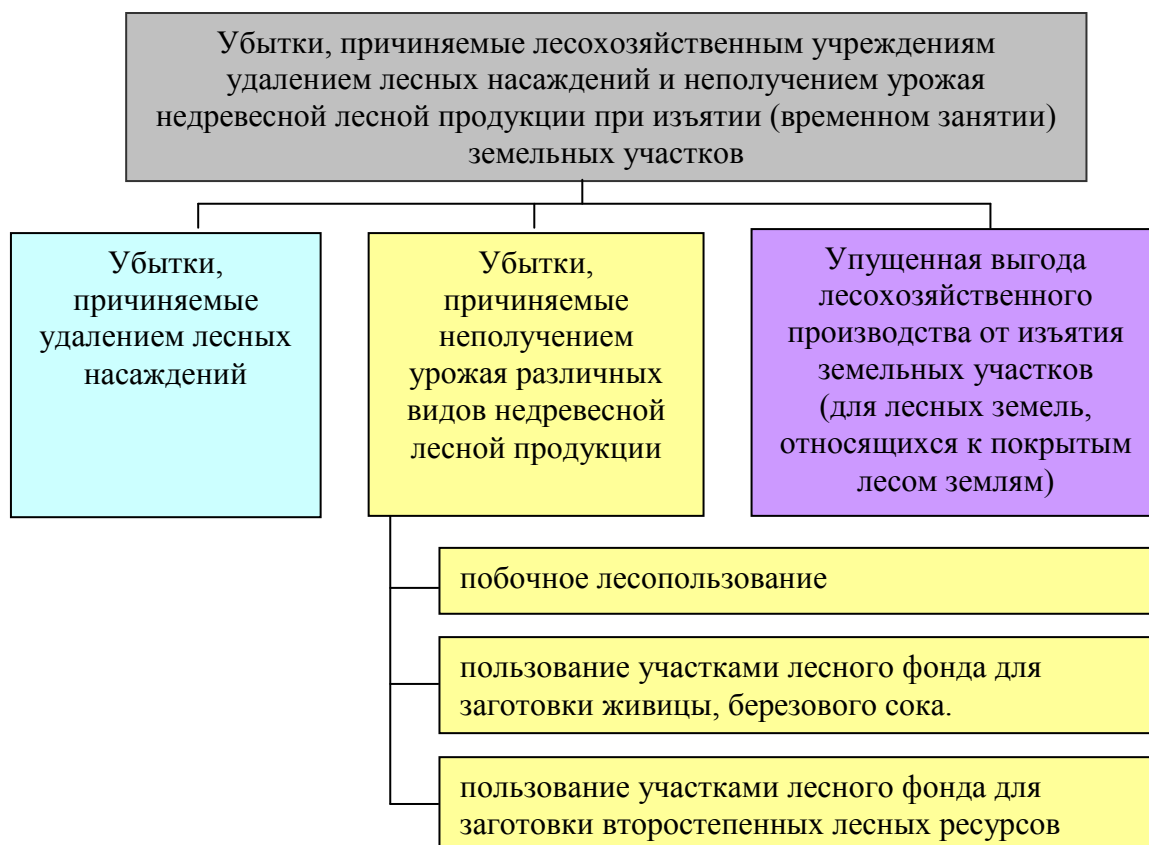 Убытки, причиняемые лесохозяйственным учреждениям
удалением лесных насаждений и неполучением урожая
недревесной лесной продукции при изъятии (временном занятии)
земельных участков
Убытки,
причиняемые
удалением лесных
насаждений
Убытки,
причиняемые
неполучением
урожая различных
видов недревесной
лесной продукции
Упущенная выгода
лесохозяйственного
производства от изъятия
земельных участков
(для лесных земель,
относящихся к покрытым
лесом землям)
побочное лесопользование
пользование участками лесного фонда для
заготовки живицы, березового сока.
пользование участками лесного фонда для
заготовки второстепенных лесных ресурсов